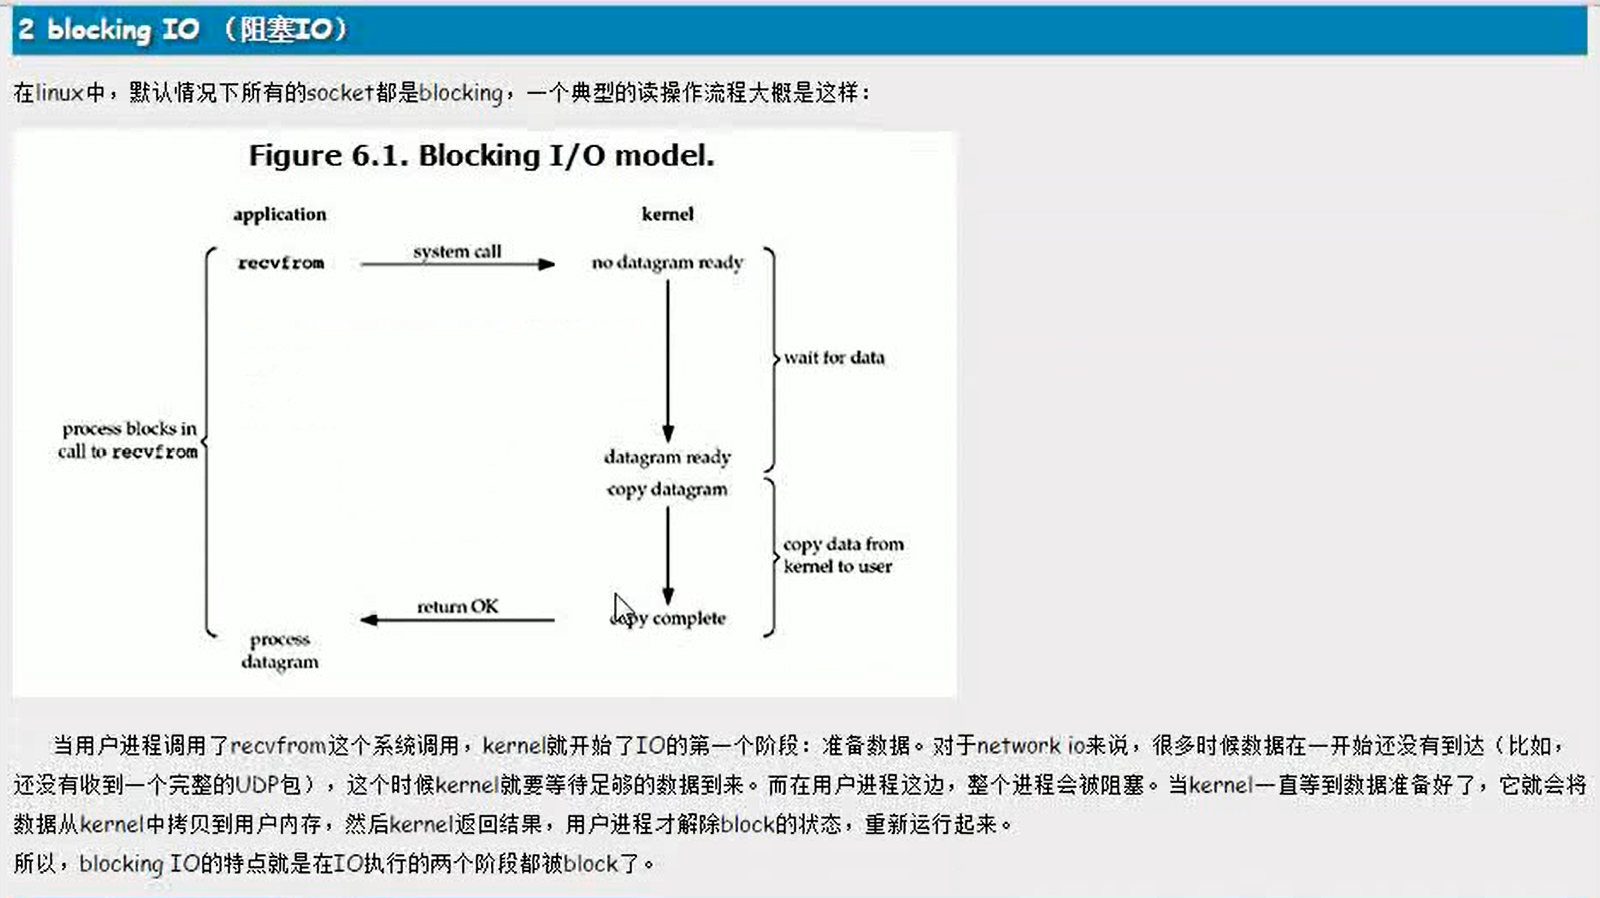 2 blocking IO （阻塞IO）
在linux中，默认情况下所有的socket都是blocking，一个典型的读操作流程大概是这样：
Figure 6.1. Blocking I/O model.
application
kernel
recvfrom
system call
no datagram ready
wait for data
process blocks in
call to recvfrom
datagram ready
copy datagram
copy data from
kernel to user
return OK
copy complete
process
datagram
当用户进程调用了recvfrom这个系统调用，kernel就开始了IO的第一个阶段：准备数据。对于network io来说，很多时候数据在一开始还没有到达（比如，
还没有收到一个完整的UDP包），这个时候kernel就要等待足够的数据到来。而在用户进程这边，整个进程会被阻塞。当kernel一直等到数据准备好了，它就会将
数据从kernel中拷贝到用户内存，然后kernel返回结果，用户进程才解除block的状态，重新运行起来。
所以，blocking IO的特点就是在IO执行的两个阶段都被block了。